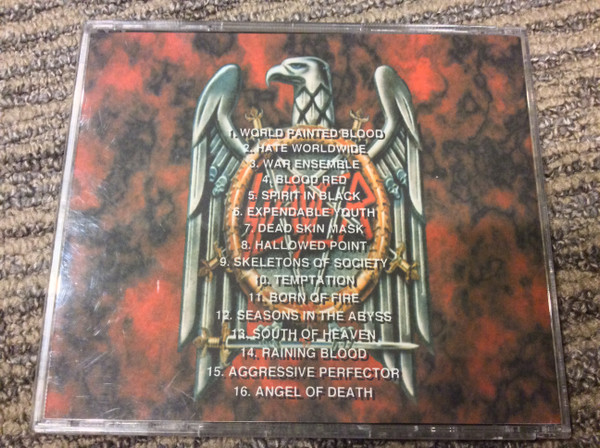 1. WORLD PAINTED BLOOD
2. HATE WORLDWIDE
3. WAR ENSEMBLE
4. BLOOD RED
5. SPIRIT IN BLACK
6. EXPENDABLE YOUTH
7. DEAD SKIN MASK
8. HALLOWED POINT
9. SKELETONS OF SOCIETY
10. TEMPTATION
11. BORN OF FIRE
12. SEASONS IN THE ABYSS
13. SOUTH OF HEAVEN
14. RAINING BLOOD
15. AGGRESSIVE PERFECTOR
16. ANGEL OF DEATH
SLAYER